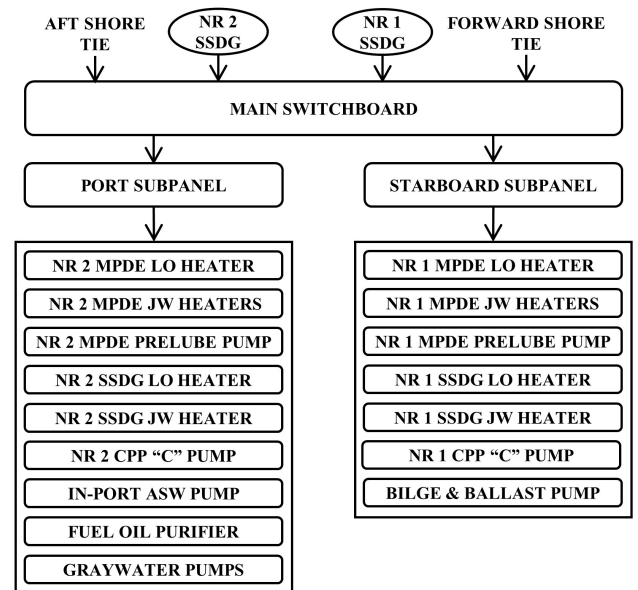 AFT SHORE
TIE
NR 2
SSDG
NR 1
SSDG
FORWARD SHORE
TIE
MAIN SWITCHBOARD
PORT SUBPANEL
STARBOARD SUBPANEL
NR 2 MPDE LO HEATER
NR 2 MPDE JW HEATERS
NR 2 MPDE PRELUBE PUMP
NR 2 SSDG LO HEATER
NR 2 SSDG JW HEATER
NR 2 CPP “C” PUMP
IN-PORT ASW PUMP
FUEL OIL PURIFIER
GRAYWATER PUMPS
NR 1 MPDE LO HEATER
NR 1 MPDE JW HEATERS
NR 1 MPDE PRELUBE PUMP
NR 1 SSDG LO HEATER
NR 1 SSDG JW HEATER
NR 1 CPP “C” PUMP
BILGE & BALLAST PUMP